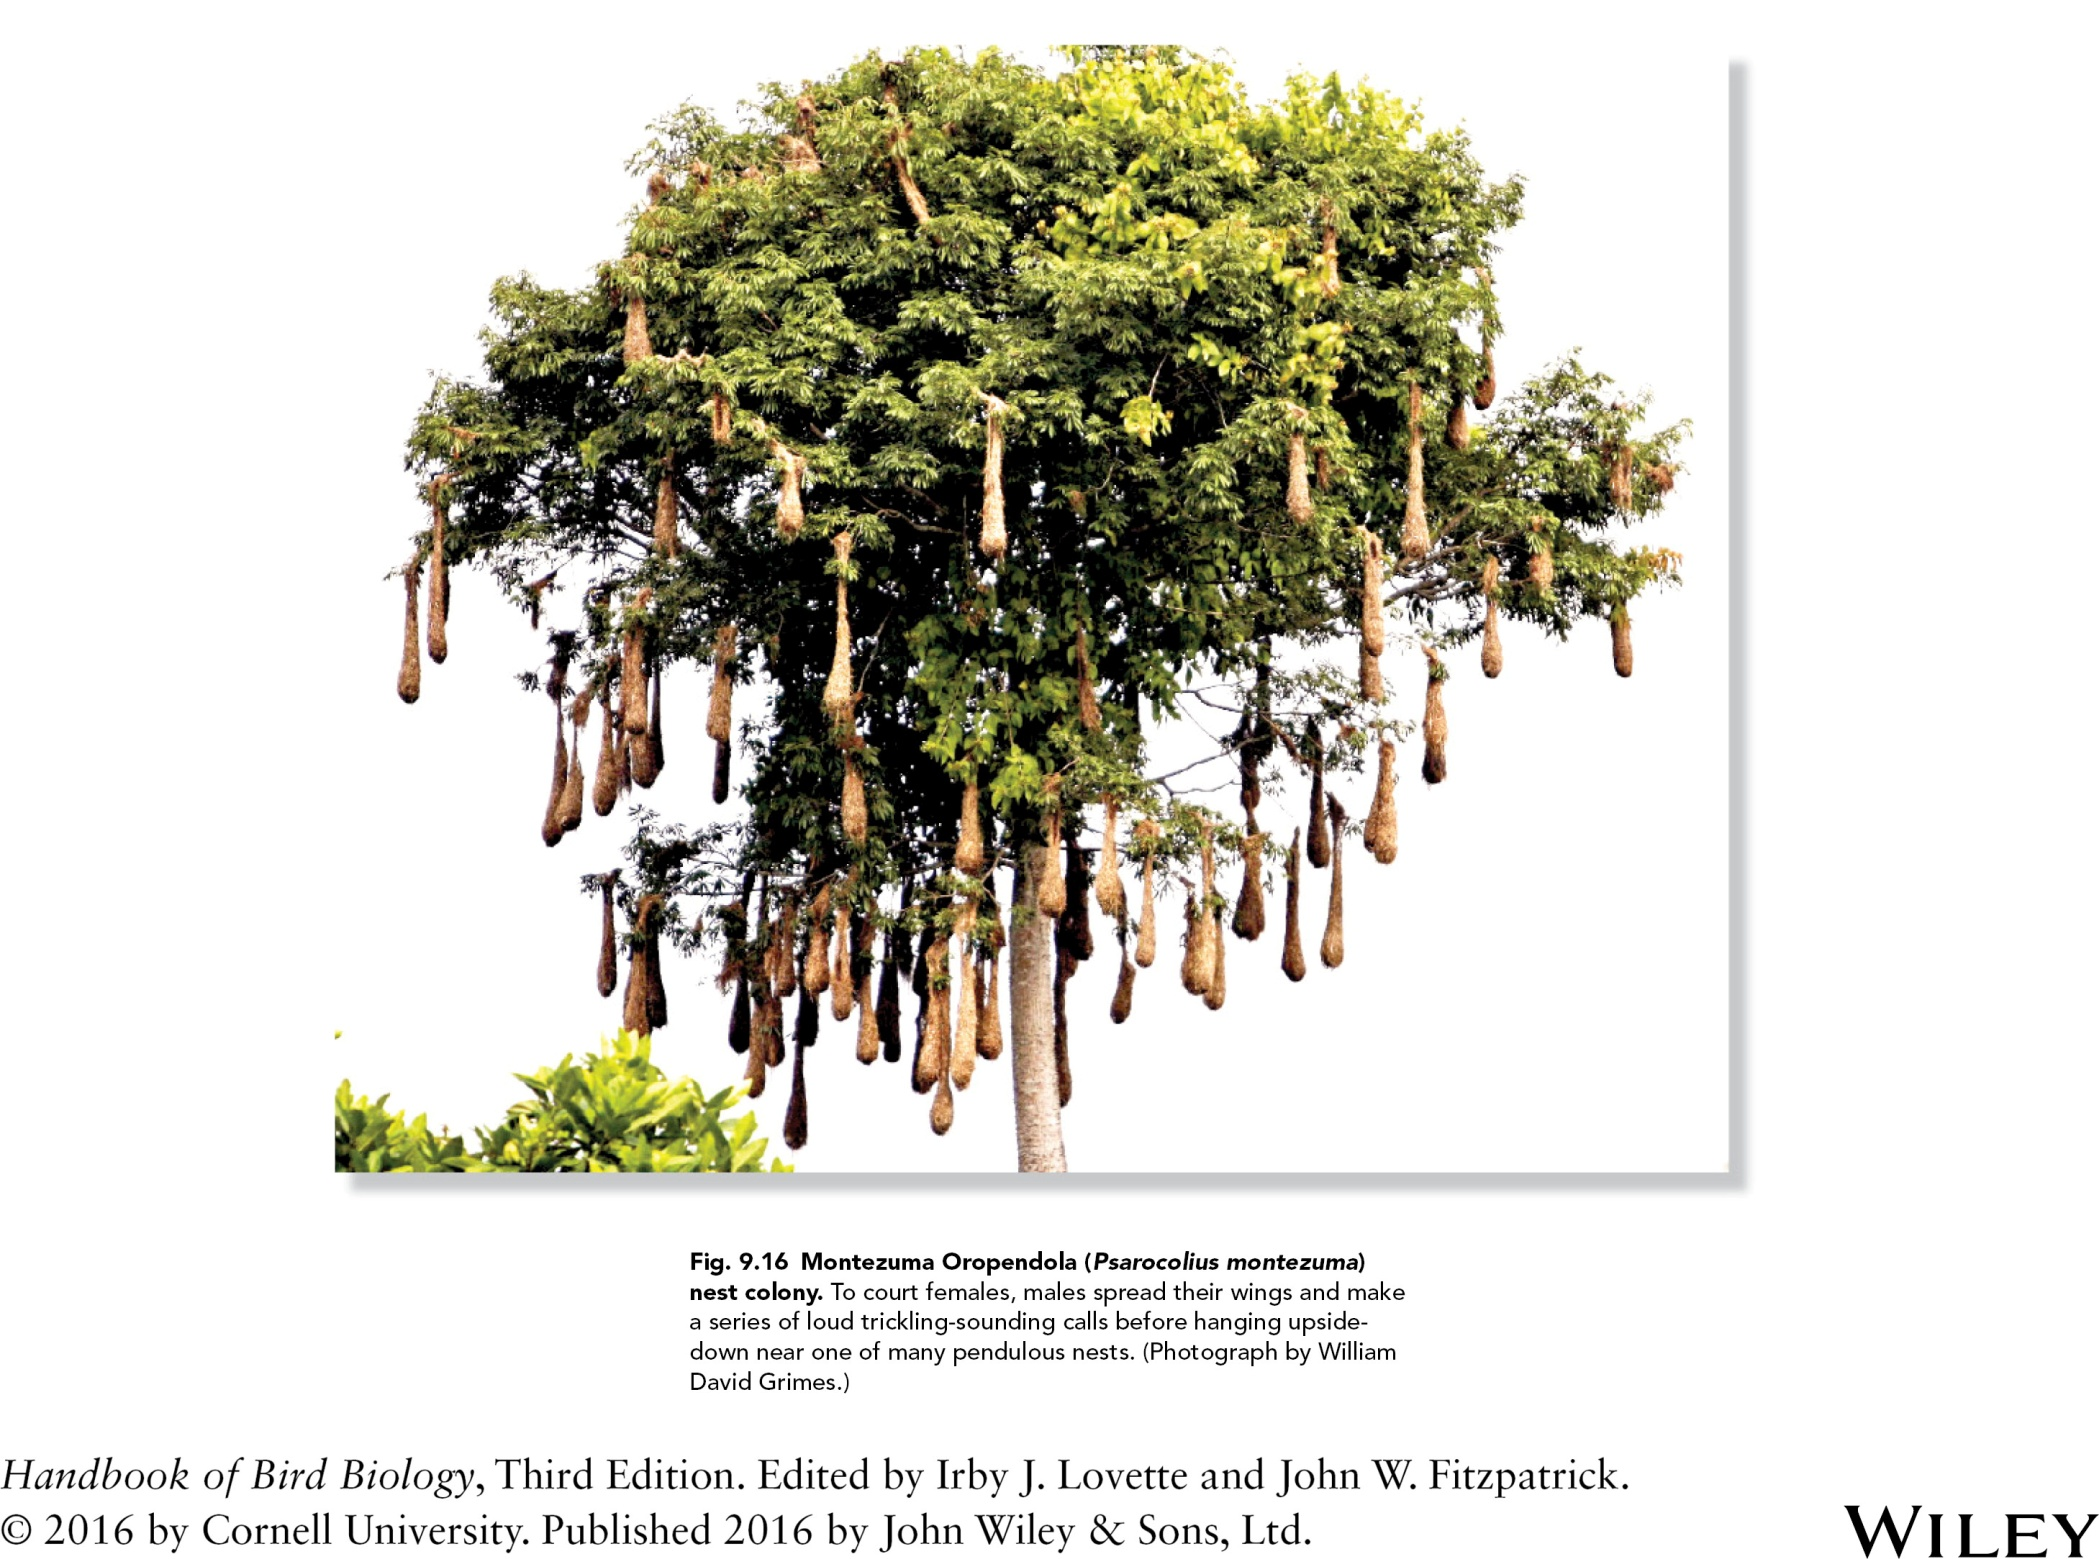 Fig. 9.16 Montezuma Oropendola (Psarocolius montezuma)
nest colony. To court females, males spread their wings and make
a series of loud trickling-sounding calls before hanging upside-
down near one of many pendulous nests. (Photograph by William
David Grimes.)
Handbook of Bird Biology, Third Edition. Edited by Irby J. Lovette and John W. Fitzpatrick.
© 2016 by Cornell University. Published 2016 by John Wiley & Sons, Ltd.
WILEY